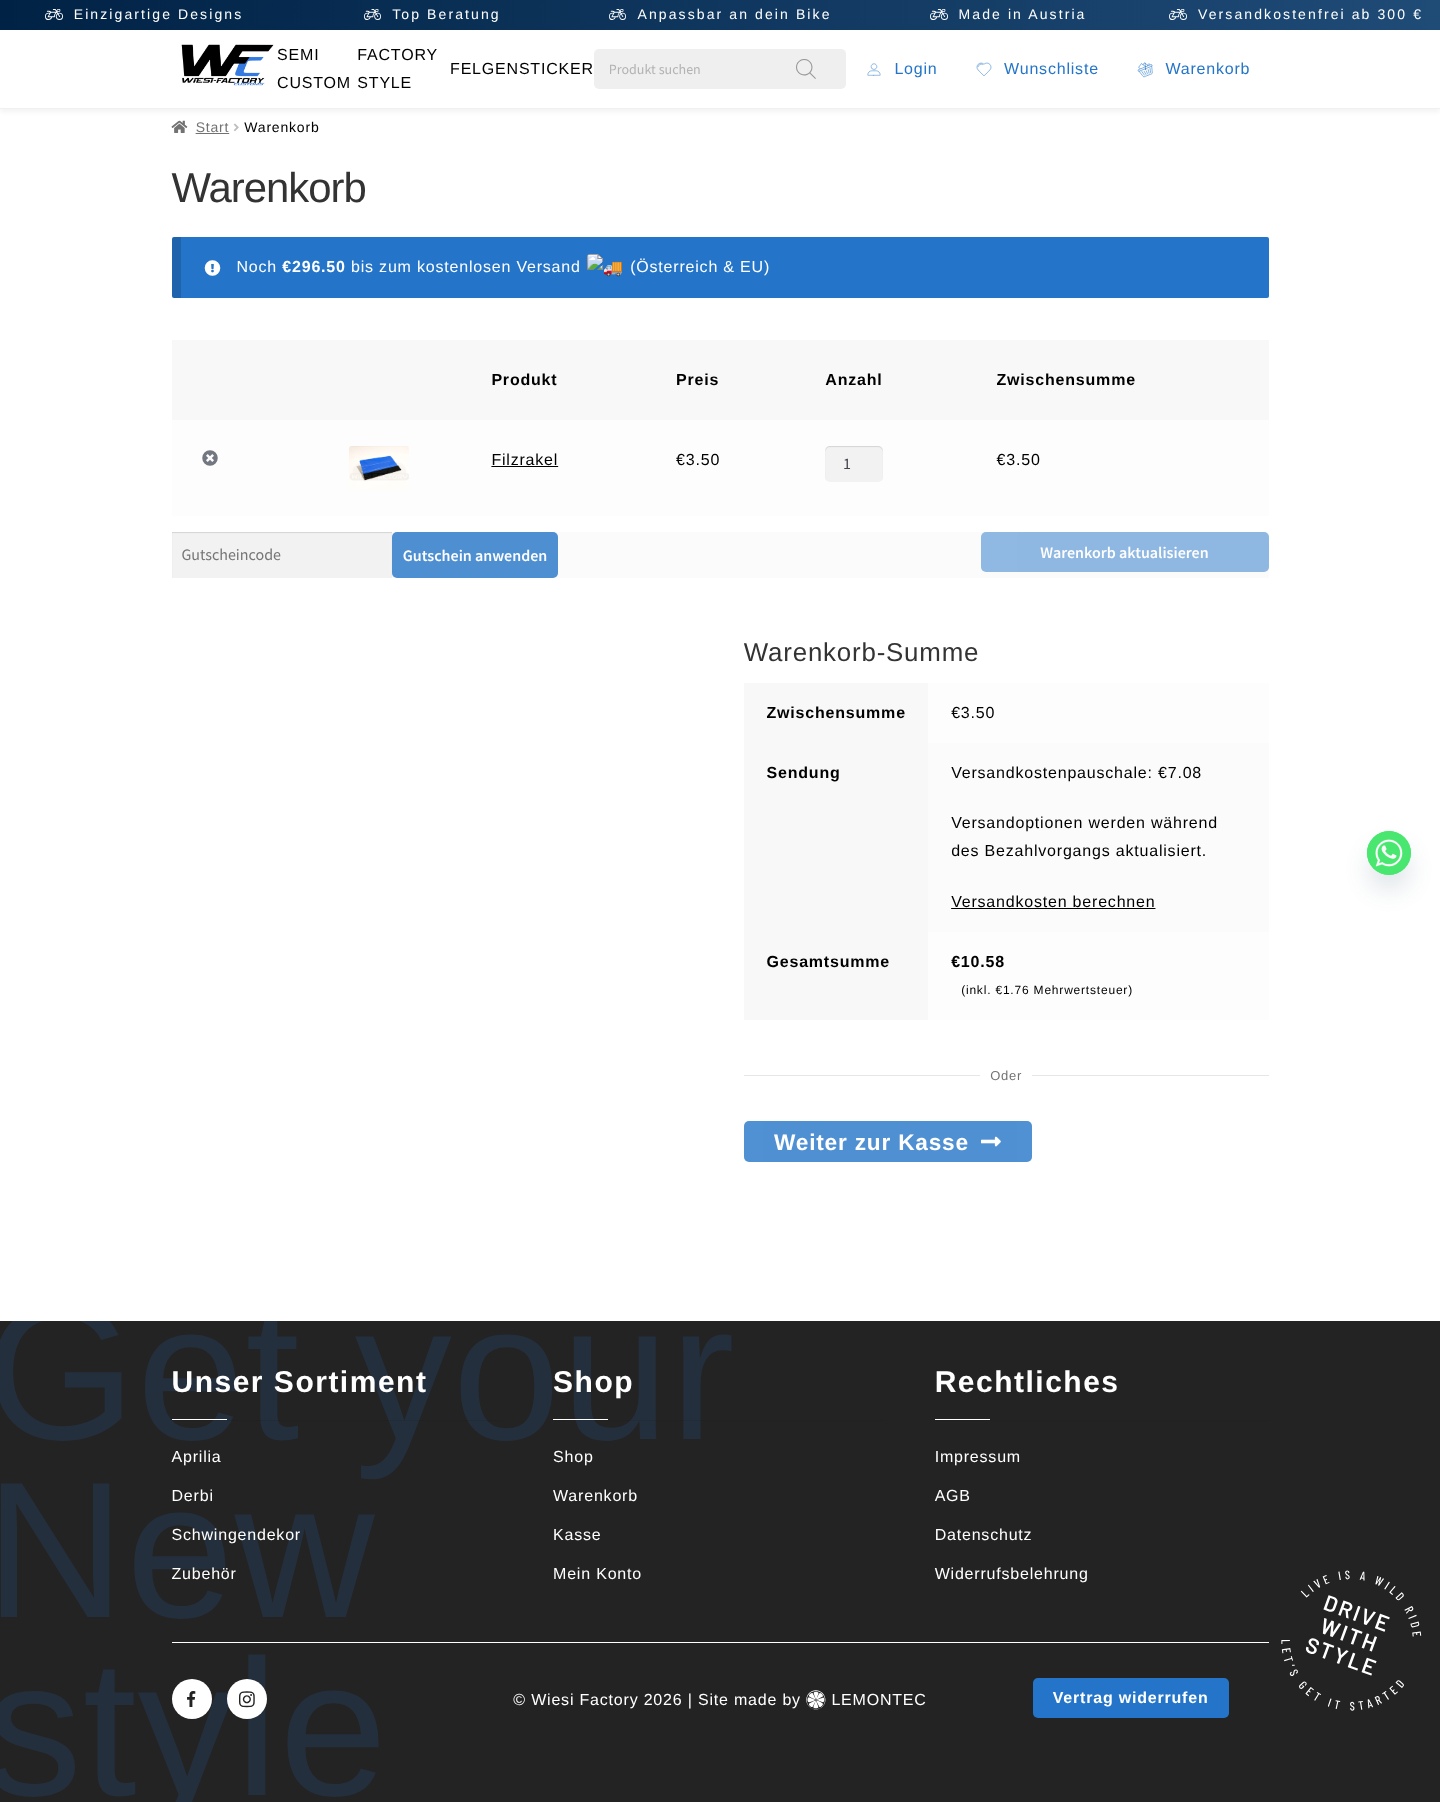 Einzigartige Designs
Top Beratung
Anpassbar an dein Bike
Made in Austria
Versandkostenfrei ab 300 €
WF
WIESI-FACTORY
SEMI CUSTOM
FACTORY STYLE
FELGENSTICKER
Produkt suchen
Login
Wunschliste
Warenkorb
Start
Warenkorb
Warenkorb
Noch €296.50 bis zum kostenlosen Versand 🚚 (Österreich & EU)
Produkt Preis Anzahl Zwischensumme
Filzrakel €3.50 1 €3.50
Gutscheincode
Gutschein anwenden
Warenkorb aktualisieren
Warenkorb-Summe
Zwischensumme €3.50
Sendung Versandkostenpauschale: €7.08
Versandoptionen werden während
des Bezahlvorgangs aktualisiert.
Versandkosten berechnen
Gesamtsumme €10.58
(inkl. €1.76 Mehrwertsteuer)
Oder
Weiter zur Kasse
Get your
New
style
Unser Sortiment
Aprilia
Derbi
Schwingendekor
Zubehör
Shop
Shop
Warenkorb
Kasse
Mein Konto
Rechtliches
Impressum
AGB
Datenschutz
Widerrufsbelehrung
LIVE IS A WILD RIDE
DRIVE
WITH
STYLE
LET'S GET IT STARTED
© Wiesi Factory 2026 | Site made by LEMONTEC
Vertrag widerrufen